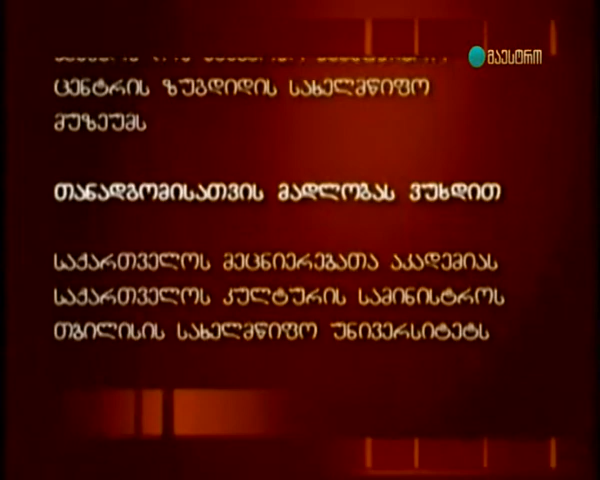 მაესტრო
ცენტრის ზუგდიდის სახელმწიფო
მუზეუმს
თანადგომისათვის მადლობას ვუხდით
საქართველოს მეცნიერებათა აკადემიას
საქართველოს კულტურის სამინისტროს
თბილისის სახელმწიფო უნივერსიტეტს